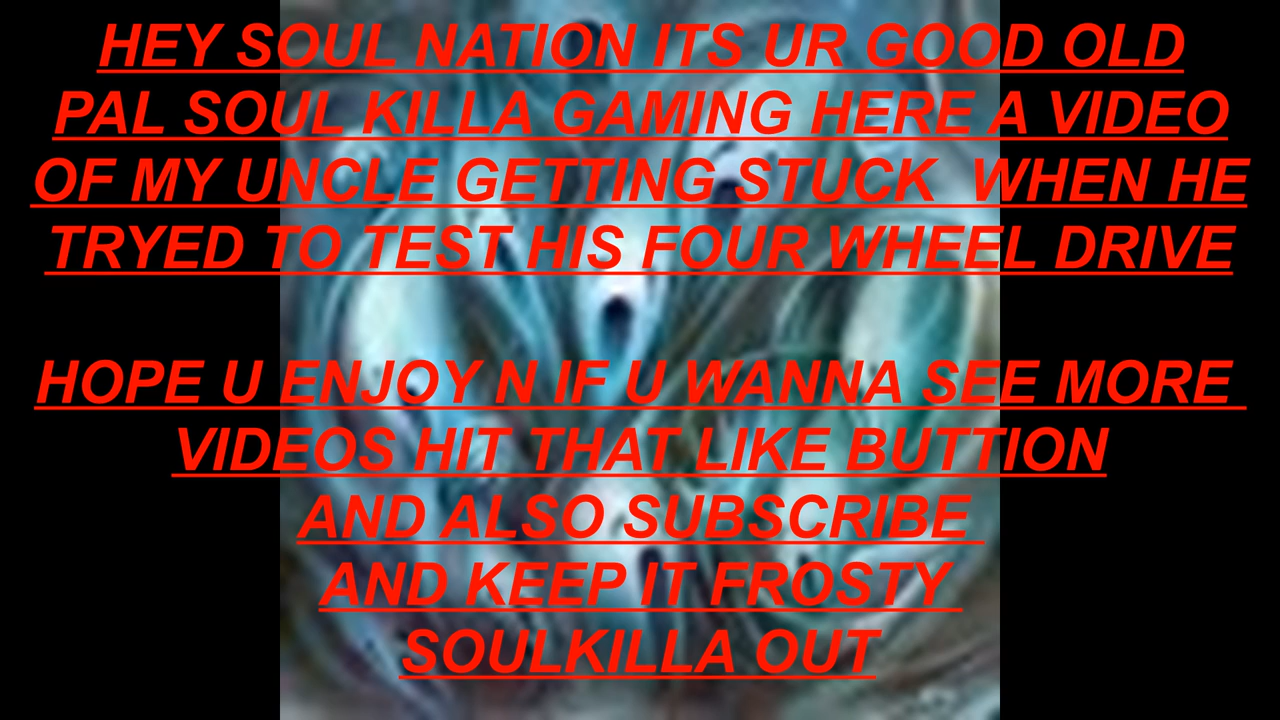 HEY SOUL NATION ITS UR GOOD OLD
PAL SOUL KILLA GAMING HERE A VIDEO
OF MY UNCLE GETTING STUCK  WHEN HE
TRYED TO TEST HIS FOUR WHEEL DRIVE
HOPE U ENJOY N IF U WANNA SEE MORE
VIDEOS HIT THAT LIKE BUTTION
AND ALSO SUBSCRIBE
AND KEEP IT FROSTY
SOULKILLA OUT